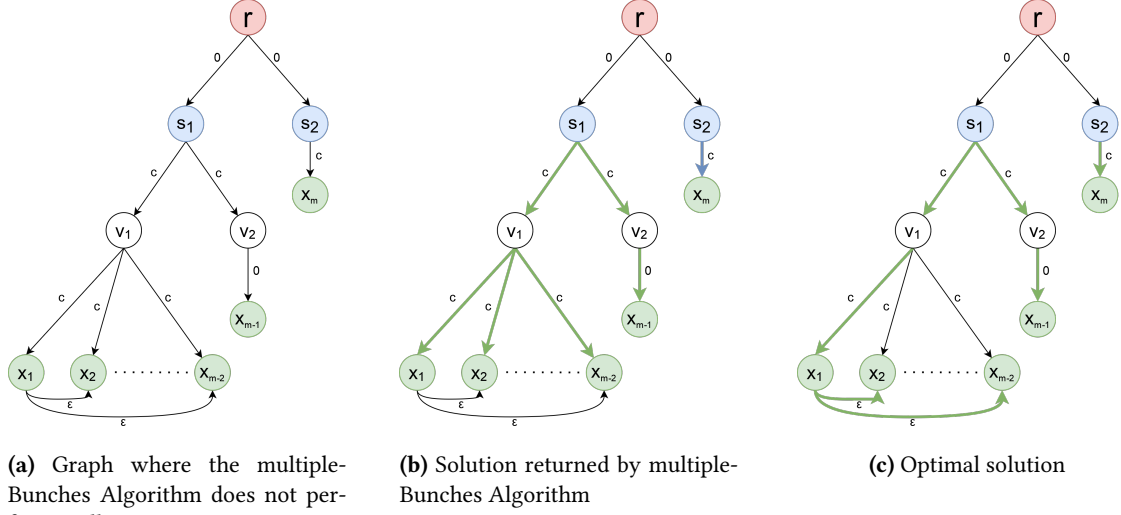 r
0
0
s1
s2
c
c
c
xm
v1
v2
c
c
c
0
xm-1
x1
x2
. . . . . . . . .
xm-2
ε
ε
(a) Graph where the multiple-
Bunches Algorithm does not per-
r
0
0
s1
s2
c
c
c
xm
v1
v2
c
c
c
0
xm-1
x1
x2
. . . . . . . . .
xm-2
ε
ε
(b) Solution returned by multiple-
Bunches Algorithm
r
0
0
s1
s2
c
c
c
xm
v1
v2
c
c
c
0
xm-1
x1
x2
. . . . . . . . .
xm-2
ε
ε
(c) Optimal solution